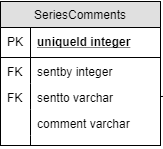 SeriesComments
PK uniqueId integer
FK sentby integer
FK sentto varchar
comment varchar